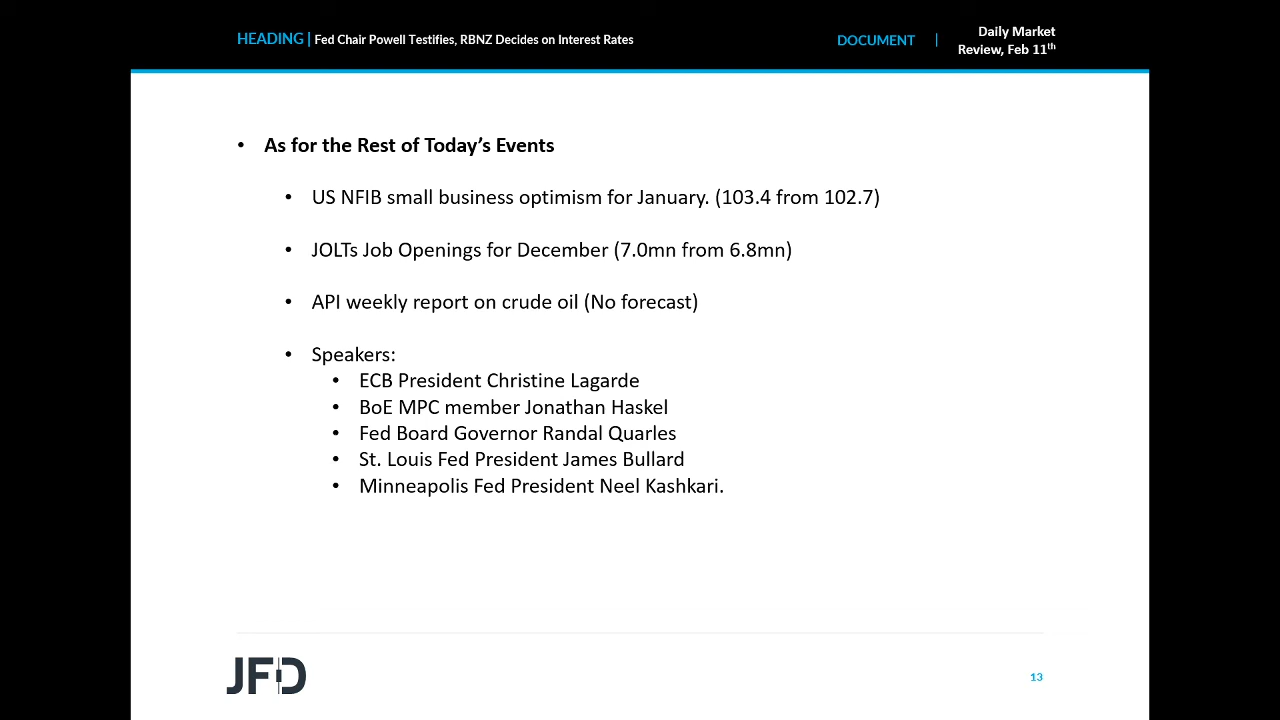 HEADING | Fed Chair Powell Testifies, RBNZ Decides on Interest Rates
DOCUMENT | Daily Market
Review, Feb 11th
• As for the Rest of Today’s Events
• US NFIB small business optimism for January. (103.4 from 102.7)
• JOLTs Job Openings for December (7.0mn from 6.8mn)
• API weekly report on crude oil (No forecast)
• Speakers:
• ECB President Christine Lagarde
• BoE MPC member Jonathan Haskel
• Fed Board Governor Randal Quarles
• St. Louis Fed President James Bullard
• Minneapolis Fed President Neel Kashkari.
JFD
13